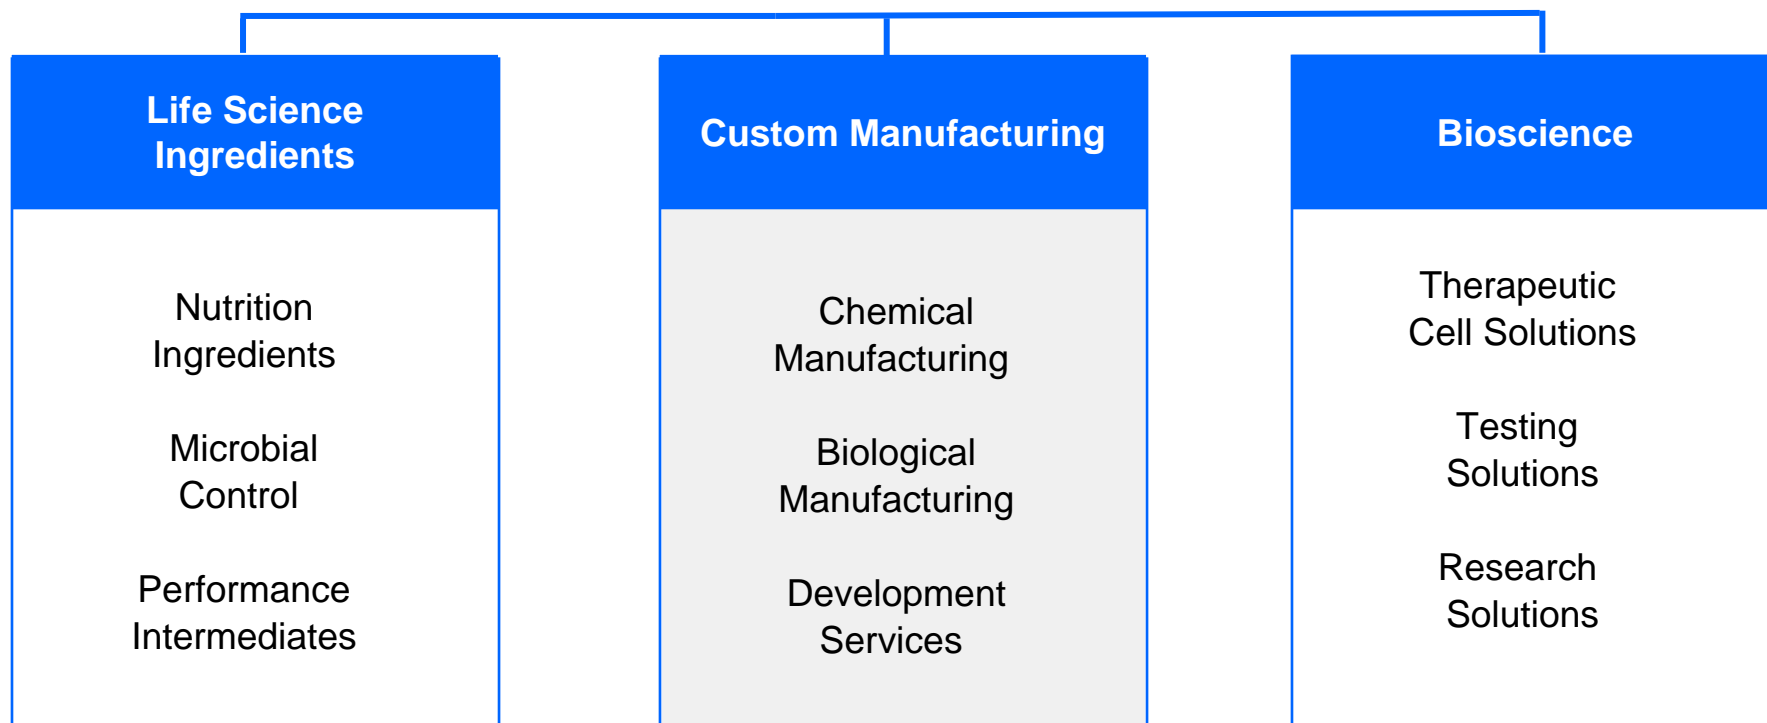 Life Science
Ingredients
Nutrition
Ingredients
Microbial
Control
Performance
Intermediates
Custom Manufacturing
Chemical
Manufacturing
Biological
Manufacturing
Development
Services
Bioscience
Therapeutic
Cell Solutions
Testing
Solutions
Research
Solutions